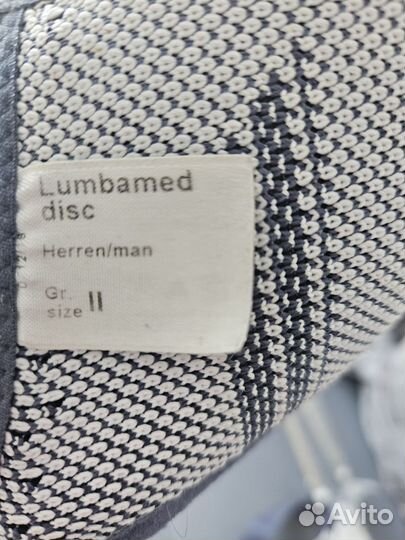 Lumbamed
disc
Herren/man
Gr.
size II
Avito